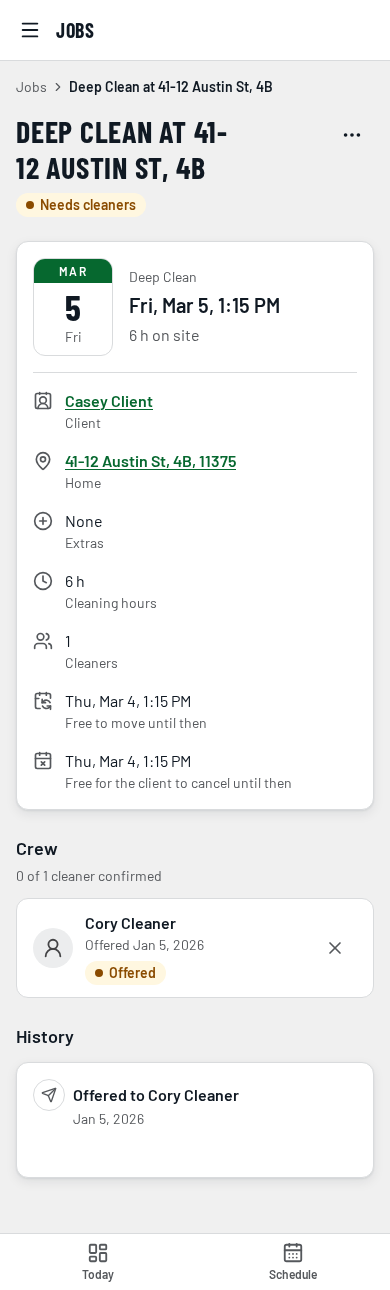 JOBS
Jobs > Deep Clean at 41-12 Austin St, 4B
DEEP CLEAN AT 41-
12 AUSTIN ST, 4B
Needs cleaners
MAR
5
Fri
Deep Clean
Fri, Mar 5, 1:15 PM
6 h on site
Casey Client
Client
41-12 Austin St, 4B, 11375
Home
None
Extras
6 h
Cleaning hours
1
Cleaners
Thu, Mar 4, 1:15 PM
Free to move until then
Thu, Mar 4, 1:15 PM
Free for the client to cancel until then
Crew
0 of 1 cleaner confirmed
Cory Cleaner
Offered Jan 5, 2026
Offered
History
Offered to Cory Cleaner
Jan 5, 2026
Today
Schedule